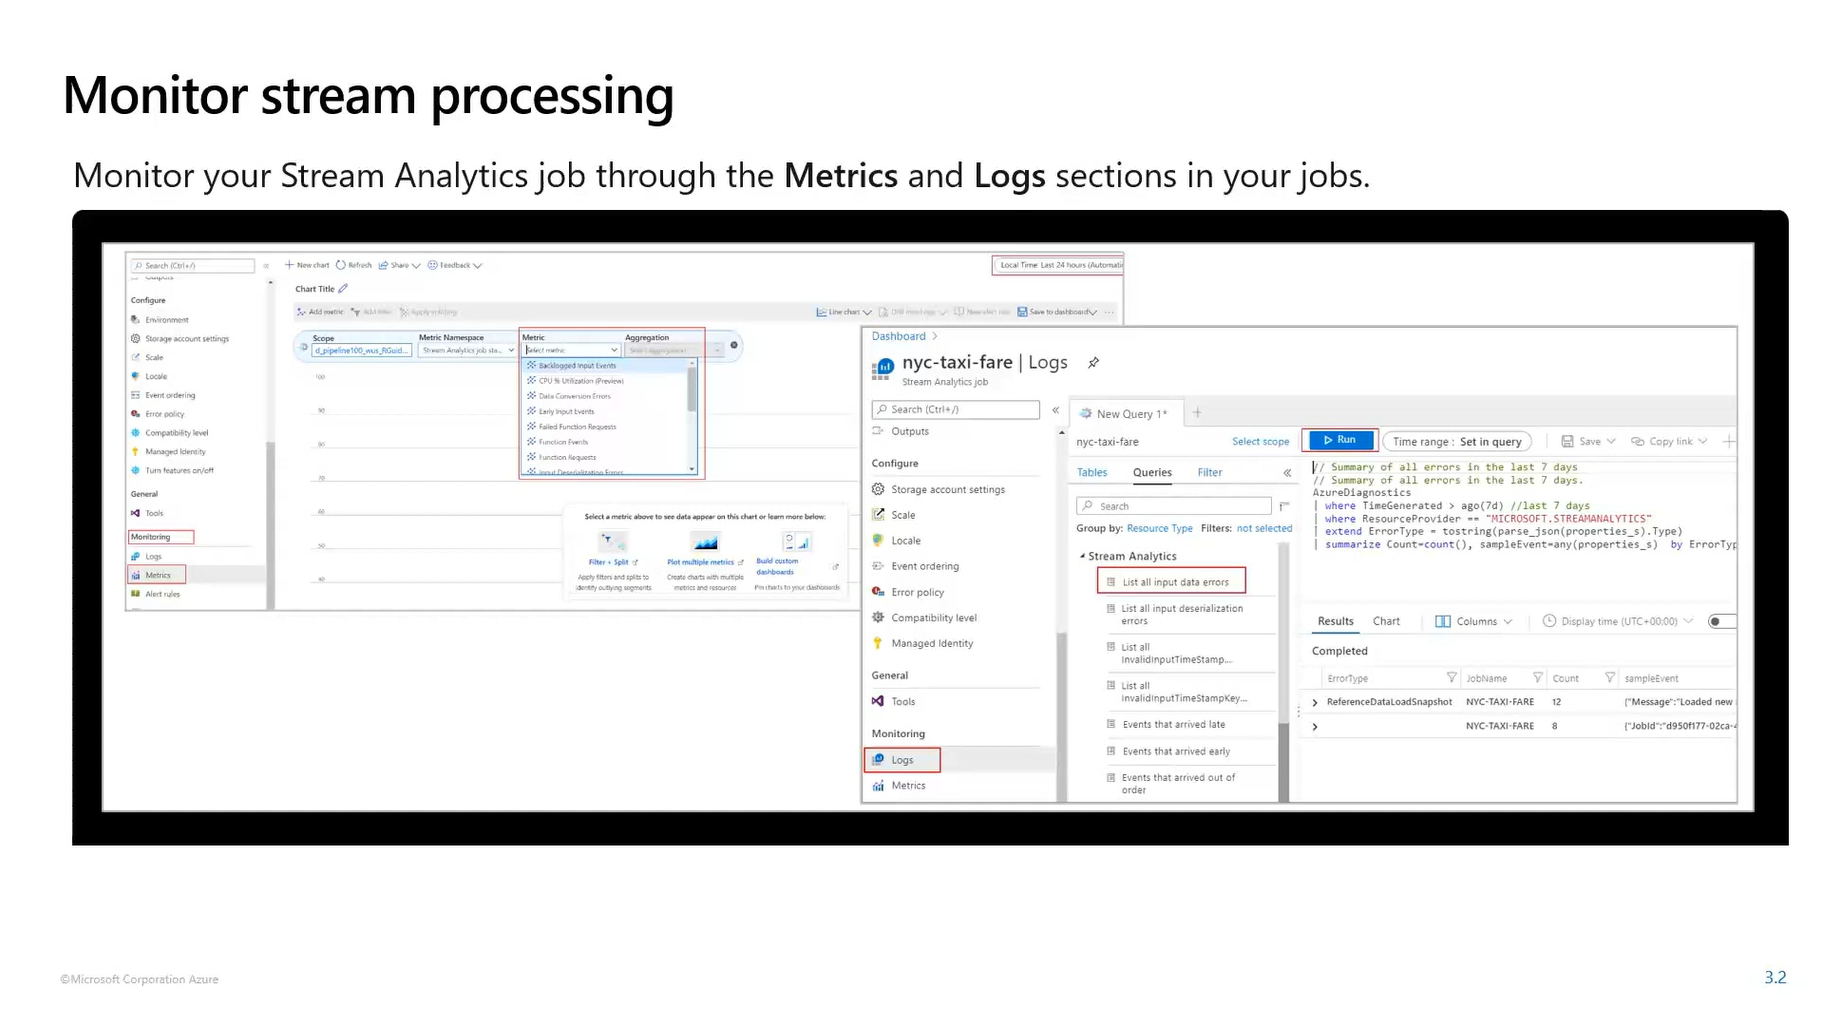 Monitor stream processing
Monitor your Stream Analytics job through the Metrics and Logs sections in your jobs.
Search (Ctrl+/)
«
New chart
Refresh
Share
Feedback
Local Time: Last 24 hours (Automati
Outputs
Chart Title
Configure
Environment
Storage account settings
Scale
Locale
Event ordering
Error policy
Compatibility level
Managed Identity
Turn features on/off
General
Tools
Monitoring
Logs
Metrics
Alert rules
Add metric
Add filter
Apply splitting
Line chart
New alert rule
Save to dashboard
...
Scope
d_pipeline100_wus_RGuid...
Metric Namespace
Stream Analytics job sta...
Metric
Select metric
Aggregation
Select aggregation
Backlogged Input Events
CPU % Utilization (Preview)
Data Conversion Errors
Early Input Events
Failed Function Requests
Function Events
Function Requests
Input Deserialization Errors
100
90
80
70
60
50
40
Select a metric above to see data appear on this chart or learn more below:
Filter + Split
Apply filters and splits to
identify outlying segments
Plot multiple metrics
Create charts with multiple
metrics and resources
Build custom
dashboards
Pin charts to your dashboards
Dashboard >
nyc-taxi-fare | Logs
Stream Analytics job
Search (Ctrl+/)
«
Outputs
Configure
Storage account settings
Scale
Locale
Event ordering
Error policy
Compatibility level
Managed Identity
General
Tools
Monitoring
Logs
Metrics
New Query 1*
+
nyc-taxi-fare
Select scope
Run
Time range : Set in query
Save
Copy link
Tables
Queries
Filter
«
Search
Group by: Resource Type Filters: not selected
Stream Analytics
List all input data errors
List all input deserialization
errors
List all
InvalidInputTimeStamp...
List all
InvalidInputTimeStampKey...
Events that arrived late
Events that arrived early
Events that arrived out of
order
// Summary of all errors in the last 7 days
// Summary of all errors in the last 7 days.
AzureDiagnostics
| where TimeGenerated > ago(7d) //last 7 days
| where ResourceProvider == "MICROSOFT.STREAMANALYTICS"
| extend ErrorType = tostring(parse_json(properties_s).Type)
| summarize Count=count(), sampleEvent=any(properties_s)  by ErrorTyp
Results
Chart
Columns
Display time (UTC+00:00)
Completed
ErrorType JobName Count sampleEvent
> ReferenceDataLoadSnapshot NYC-TAXI-FARE 12 {"Message":"Loaded new
> NYC-TAXI-FARE 8 {"JobId":"d950f177-02ca-4
©Microsoft Corporation Azure
3.2